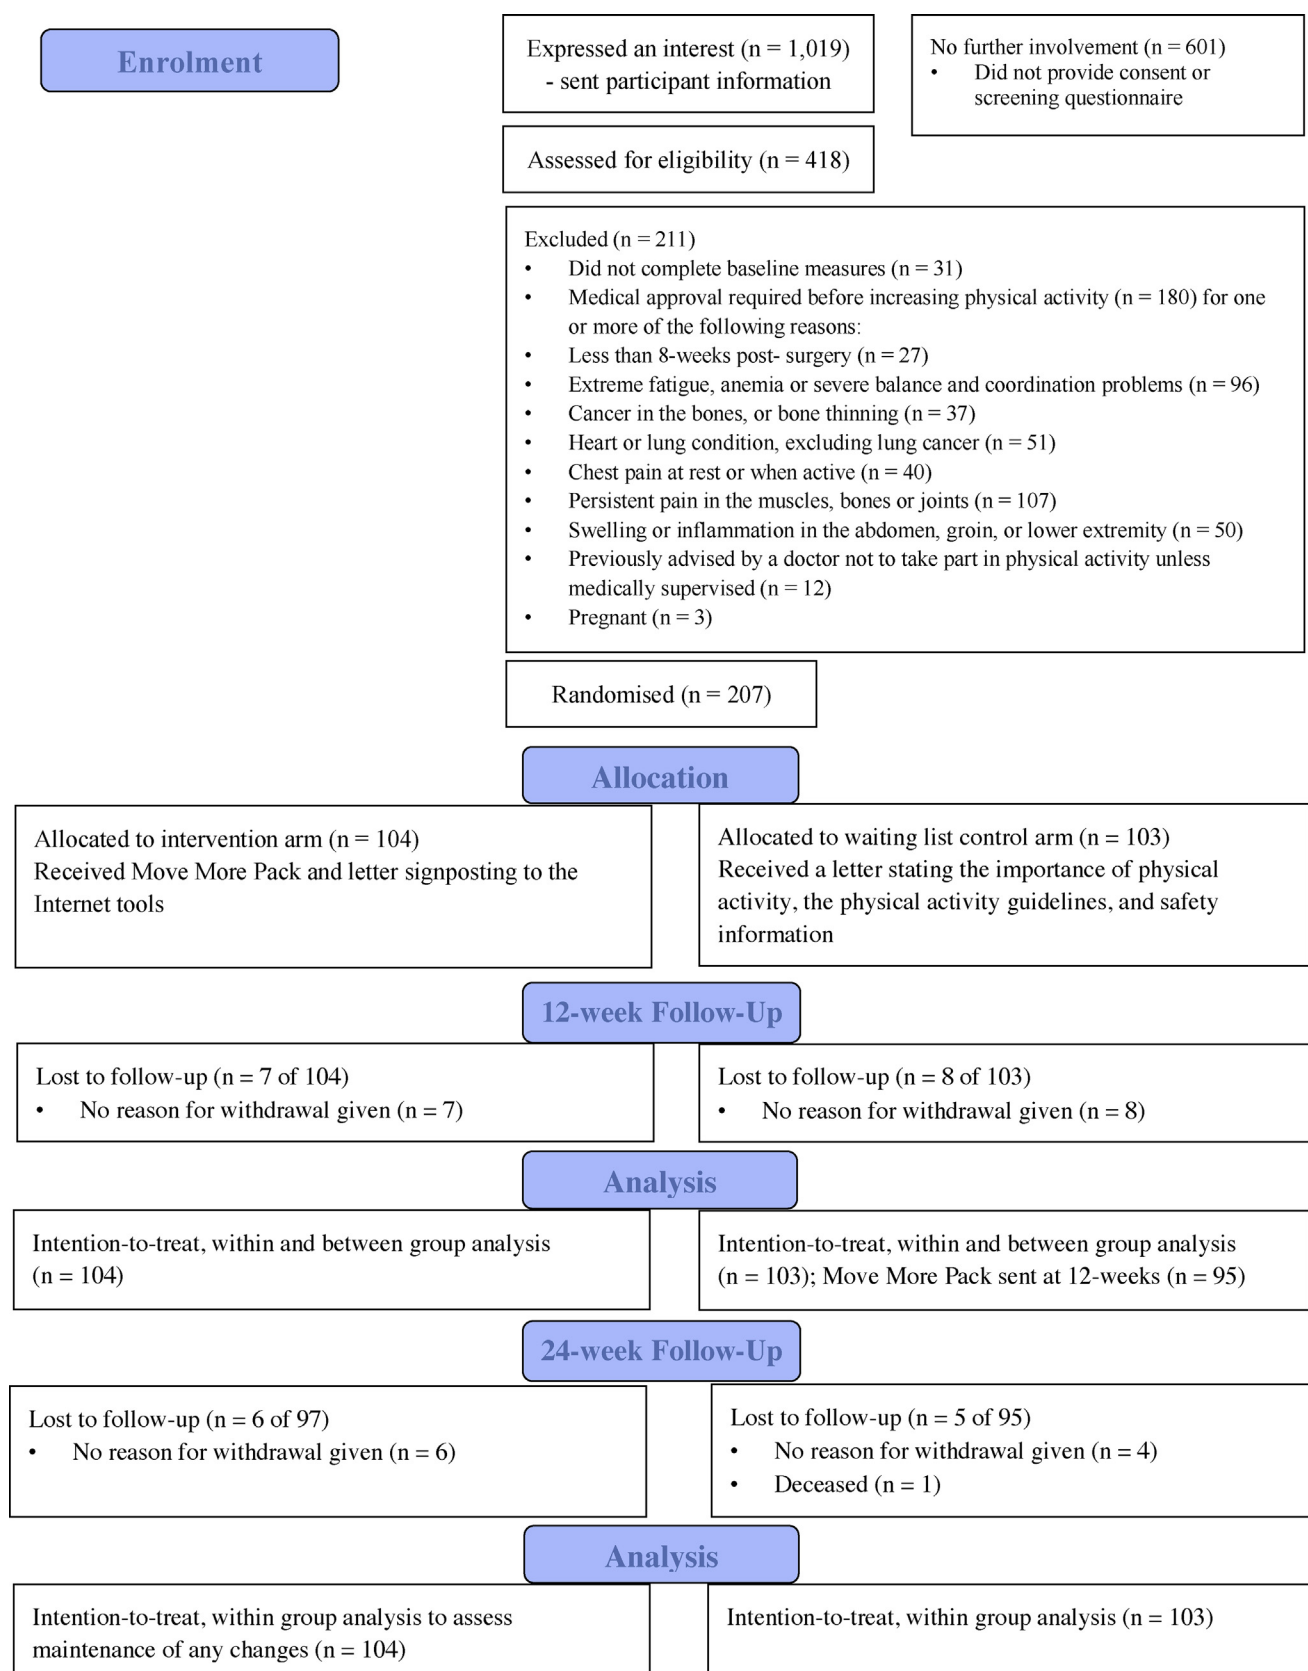 Enrolment
Expressed an interest (n = 1,019)
- sent participant information
No further involvement (n = 601)
• Did not provide consent or
screening questionnaire
Assessed for eligibility (n = 418)
Excluded (n = 211)
• Did not complete baseline measures (n = 31)
• Medical approval required before increasing physical activity (n = 180) for one
or more of the following reasons:
• Less than 8-weeks post- surgery (n = 27)
• Extreme fatigue, anemia or severe balance and coordination problems (n = 96)
• Cancer in the bones, or bone thinning (n = 37)
• Heart or lung condition, excluding lung cancer (n = 51)
• Chest pain at rest or when active (n = 40)
• Persistent pain in the muscles, bones or joints (n = 107)
• Swelling or inflammation in the abdomen, groin, or lower extremity (n = 50)
• Previously advised by a doctor not to take part in physical activity unless
medically supervised (n = 12)
• Pregnant (n = 3)
Randomised (n = 207)
Allocation
Allocated to intervention arm (n = 104)
Received Move More Pack and letter signposting to the
Internet tools
Allocated to waiting list control arm (n = 103)
Received a letter stating the importance of physical
activity, the physical activity guidelines, and safety
information
12-week Follow-Up
Lost to follow-up (n = 7 of 104)
• No reason for withdrawal given (n = 7)
Lost to follow-up (n = 8 of 103)
• No reason for withdrawal given (n = 8)
Analysis
Intention-to-treat, within and between group analysis
(n = 104)
Intention-to-treat, within and between group analysis
(n = 103); Move More Pack sent at 12-weeks (n = 95)
24-week Follow-Up
Lost to follow-up (n = 6 of 97)
• No reason for withdrawal given (n = 6)
Lost to follow-up (n = 5 of 95)
• No reason for withdrawal given (n = 4)
• Deceased (n = 1)
Analysis
Intention-to-treat, within group analysis to assess
maintenance of any changes (n = 104)
Intention-to-treat, within group analysis (n = 103)